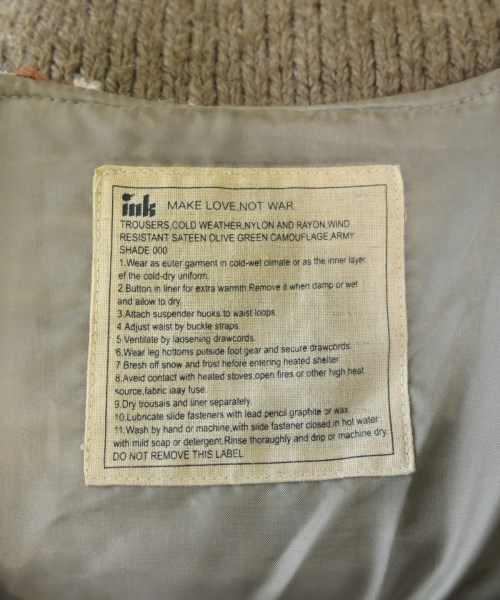 ink MAKE LOVE,NOT WAR.
TROUSERS,COLD WEATHER,NYLON AND RAYON,WIND
RESISTANT SATEEN OLIVE GREEN CAMOUFLAGE,ARMY
SHADE 000
1.Wear as euter garment in cold-wet climate or as the inner layer
ef the cold-dry uniform.
2.Button in liner for extra warmth.Remove it when damp or wet
and ailow to dry.
3.Attach suspender huoks to waist loops.
4.Adjust waist by buckle straps.
5 Ventilate by laosening drawcords.
6.Wear leg hottoms putside foot gear and secure drawcords.
7.Bresh off snow and frost before entering heated shelter
8.Aveid contact with heated stoves,open fires or other high heat
source,fabric iaay fuse.
9.Dry trousais and liner separately.
10.Lubricate slide fasteners with lead pencil graphite or wax.
11.Wash by hand or machine,with slide fastener closed in hot water
with mild soap or detergent.Rinse thoroughly and drip or machine dry.
DO NOT REMOVE THIS LABEL